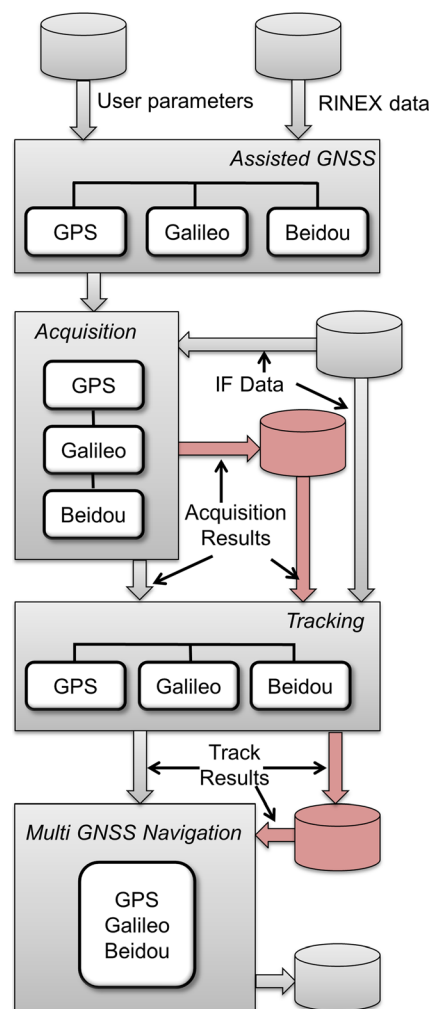 User parameters
RINEX data
Assisted GNSS
GPS
Galileo
Beidou
Acquisition
GPS
Galileo
Beidou
IF Data
Acquisition
Results
Tracking
GPS
Galileo
Beidou
Track
Results
Multi GNSS Navigation
GPS
Galileo
Beidou